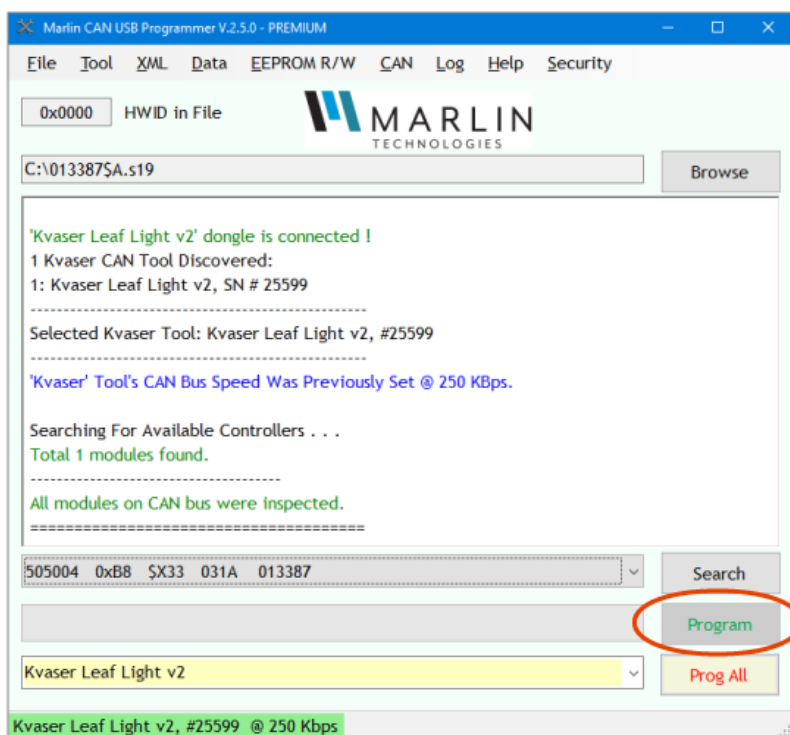 Marlin CAN USB Programmer V.2.5.0 - PREMIUM
File Tool XML Data EEPROM R/W CAN Log Help Security
0x0000 HWID in File
MARLIN
TECHNOLOGIES
C:\013387$A.s19
Browse
'Kvaser Leaf Light v2' dongle is connected !
1 Kvaser CAN Tool Discovered:
1: Kvaser Leaf Light v2, SN # 25599
----------------------------------------------------
Selected Kvaser Tool: Kvaser Leaf Light v2, #25599
----------------------------------------------------
'Kvaser' Tool's CAN Bus Speed Was Previously Set @ 250 KBps.
Searching For Available Controllers . . .
Total 1 modules found.
---------------------------------------
All modules on CAN bus were inspected.
======================================
505004 0xB8 $X33 031A 013387
Search
Program
Kvaser Leaf Light v2
Prog All
Kvaser Leaf Light v2, #25599 @ 250 Kbps